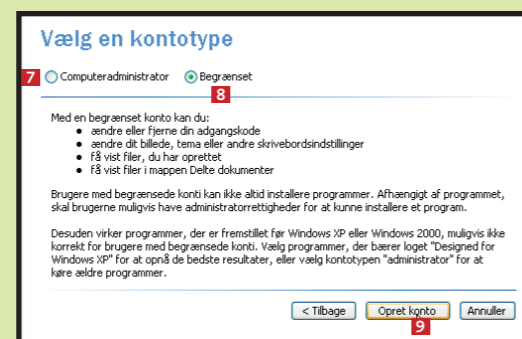 Vælg en kontotype
7 Computeradministrator Begrænset
8
Med en begrænset konto kan du:
• ændre eller fjerne din adgangskode
• ændre dit billede, tema eller andre skrivebordsindstillinger
• få vist filer, du har oprettet
• få vist filer i mappen Delte dokumenter
Brugere med begrænsede konti kan ikke altid installere programmer. Afhængigt af programmet,
skal brugerne muligvis have administratorrettigheder for at kunne installere et program.
Desuden virker programmer, der er fremstillet før Windows XP eller Windows 2000, muligvis ikke
korrekt for brugere med begrænsede konti. Vælg programmer, der bærer loget "Designed for
Windows XP" for at opnå de bedste resultater, eller vælg kontotypen "administrator" for at
køre ældre programmer.
< Tilbage Opret konto Annuller
9